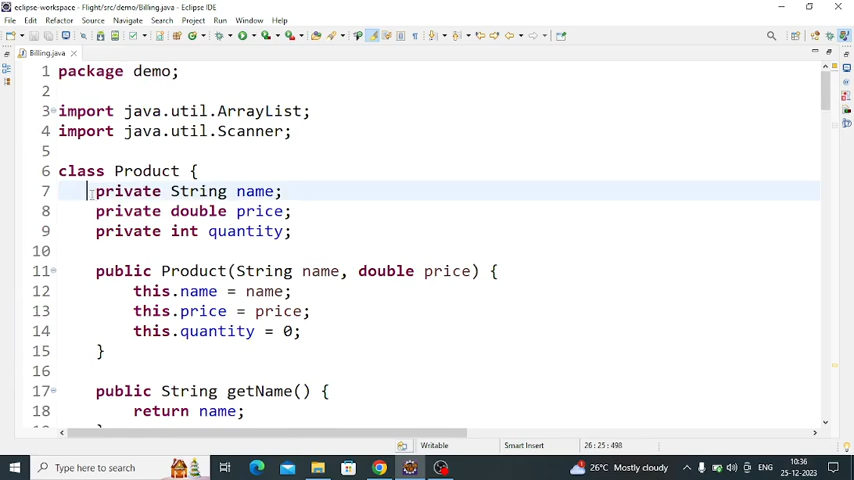 eclipse-workspace - Flight/src/demo/Billing.java - Eclipse IDE
File Edit Refactor Source Navigate Search Project Run Window Help
Billing.java
1 package demo;
2
3 import java.util.ArrayList;
4 import java.util.Scanner;
5
6 class Product {
7 private String name;
8 private double price;
9 private int quantity;
10
11 public Product(String name, double price) {
12 this.name = name;
13 this.price = price;
14 this.quantity = 0;
15 }
16
17 public String getName() {
18 return name;
Writable Smart Insert 26 : 25 : 498
Type here to search
26°C Mostly cloudy
ENG
10:36
25-12-2023